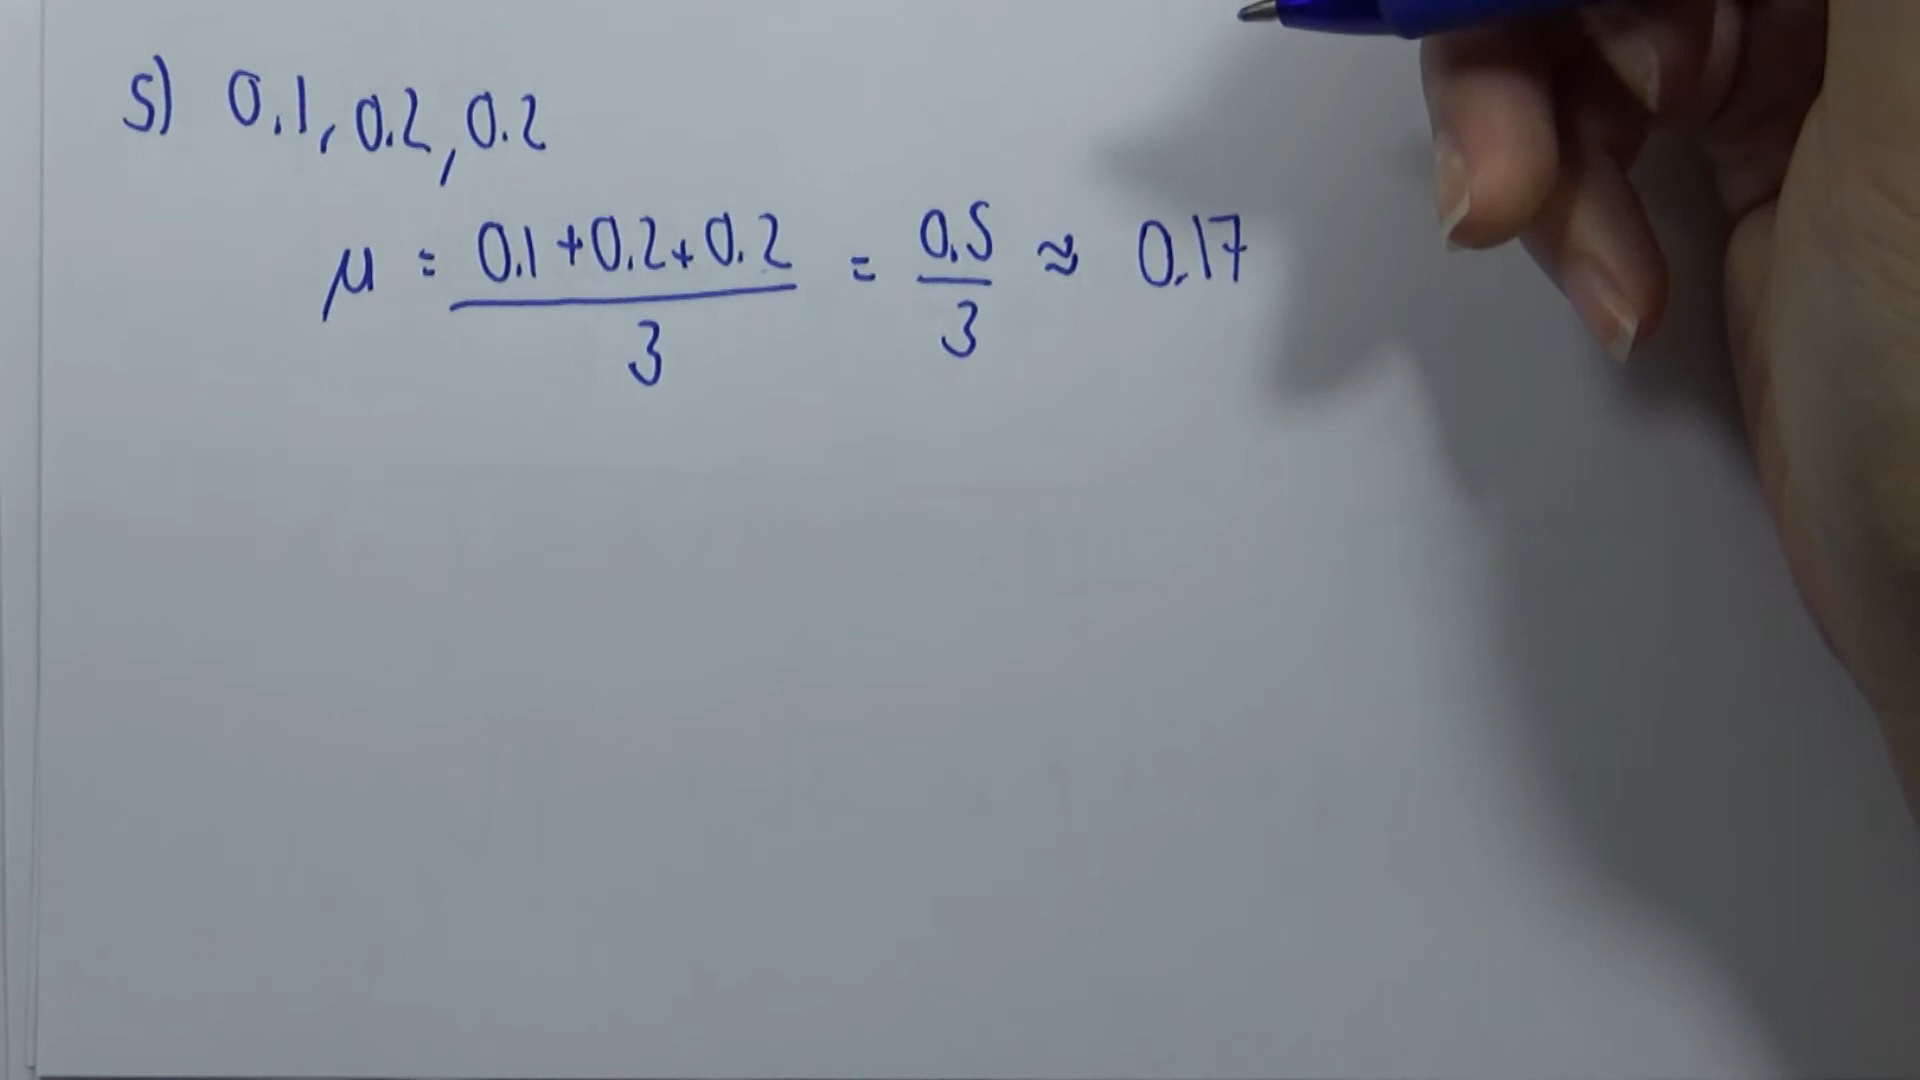 5) 0.1, 0.2, 0.2
μ = (0.1+0.2+0.2)/3 = 0.5/3 ≈ 0.17